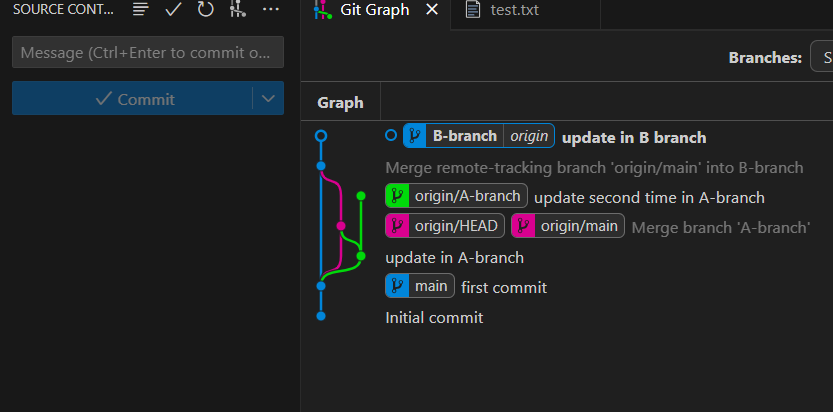 SOURCE CONT...
Git Graph
test.txt
Message (Ctrl+Enter to commit o...
Branches: S
Commit
Graph
B-branch origin update in B branch
Merge remote-tracking branch 'origin/main' into B-branch
origin/A-branch update second time in A-branch
origin/HEAD origin/main Merge branch 'A-branch'
update in A-branch
main first commit
Initial commit